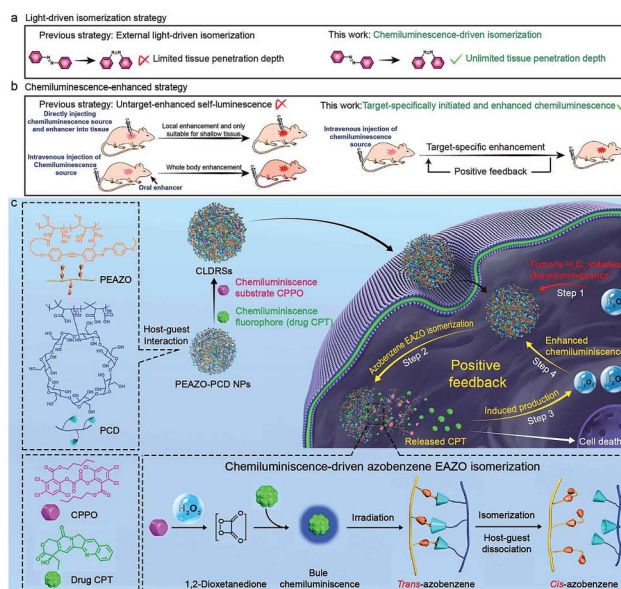 a Light-driven isomerization strategy
Previous strategy: External light-driven isomerization
This work: Chemiluminescence-driven isomerization
N=N
N=N
Limited tissue penetration depth
Unlimited tissue penetration depth
b Chemiluminescence-enhanced strategy
Previous strategy: Untarget-enhanced self-luminescence
This work: Target-specifically initiated and enhanced chemiluminescence
Directly injecting
chemiluminescence source
and enhancer into tissue
Local enhancement and only
suitable for shallow tissue
Intravenous injection of
Chemiluminescence
source
Whole body enhancement
Oral enhancer
Intravenous injection of
chemiluminescence
source
Target-specific enhancement
Positive feedback
c
PEAZO
PCD
Host-guest
Interaction
CLDRSs
Chemiluminiscence
substrate CPPO
Chemiluminiscence
fluorophore (drug CPT)
PEAZO-PCD NPs
Tumor's H₂O₂ initiates
chemiluminescence
Step 1
H₂O₂
Azobenzene EAZO isomerization
Step 2
Positive
feedback
Enhanced
chemiluminescence
Step 4
Induced production
Step 3
H₂O₂
Released CPT
Cell death
CPPO
Drug CPT
Chemiluminiscence-driven azobenzene EAZO isomerization
H₂O₂
1,2-Dioxetanedione
Bule
chemiluminiscence
Irradiation
Trans-azobenzene
Isomerization
Host-guest
dissociation
Cis-azobenzene